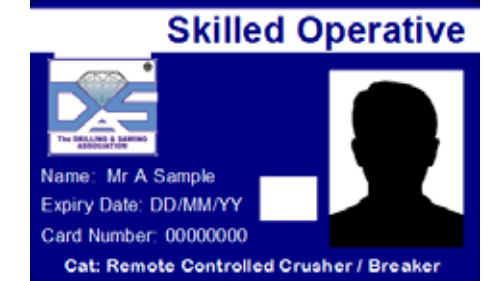 Skilled Operative
DAS
The DRILLING & SAWING
ASSOCIATION
Name: Mr A Sample
Expiry Date: DD/MM/YY
Card Number: 00000000
Cat: Remote Controlled Crusher / Breaker